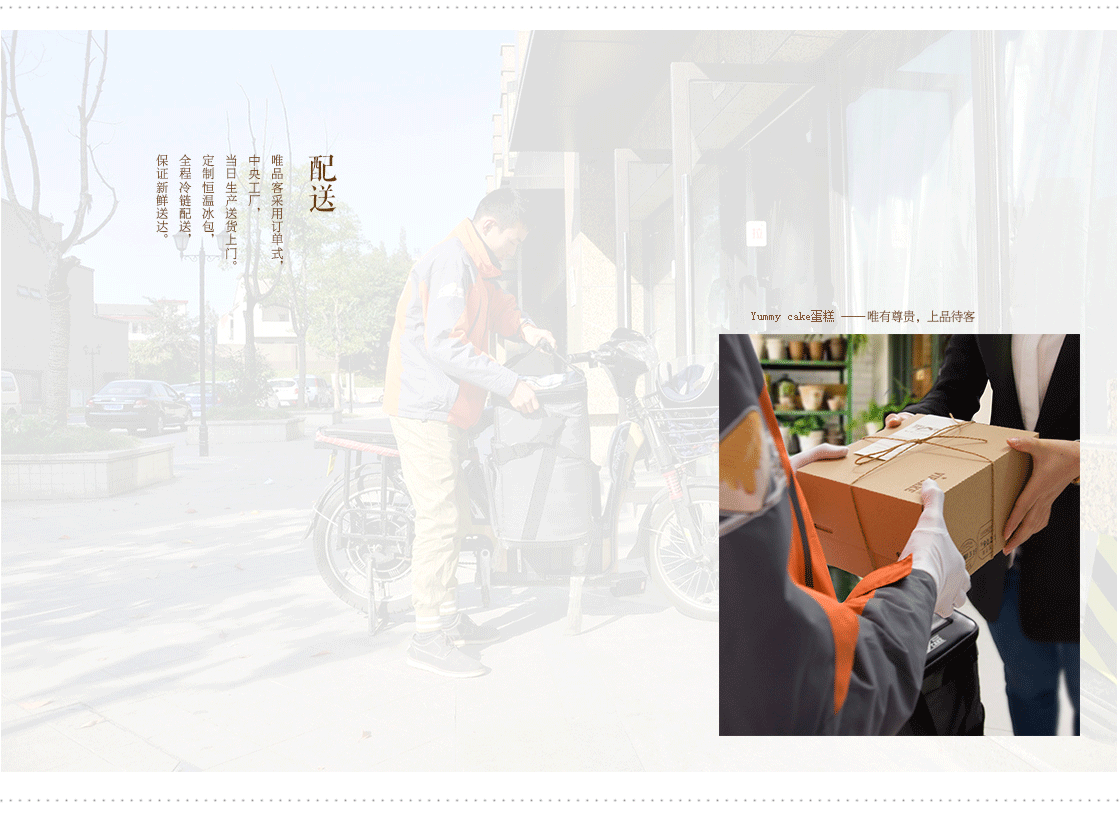 配送
唯品客采用订单式，
中央工厂，
当日生产送货上门。
定制恒温冰包，
全程冷链配送，
保证新鲜送达。
Yummy cake蛋糕 ——唯有尊贵，上品待客